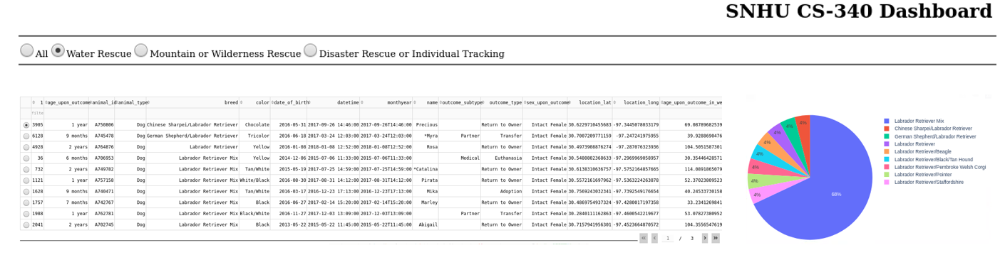 SNHU CS-340 Dashboard
All Water Rescue Mountain or Wilderness Rescue Disaster Rescue or Individual Tracking
1 age_upon_outcome animal_id animal_type breed color date_of_birth datetime monthyear name outcome_subtype outcome_type sex_upon_outcome location_lat location_long age_upon_outcome_in_we
filte
3905 1 year A750806 Dog Chinese Sharpei/Labrador Retriever Chocolate 2016-05-31 2017-09-26 14:46:00 2017-09-26T14:46:00 Precious Return to Owner Intact Female 30.6229710455683 -97.3445078033179 69.08789682539
6128 9 months A745478 Dog German Shepherd/Labrador Retriever Tricolor 2016-06-18 2017-03-24 12:03:00 2017-03-24T12:03:00 *Myra Partner Transfer Intact Female 30.7007209771159 -97.247241975955 39.9288690476
4928 2 years A764876 Dog Labrador Retriever Yellow 2016-01-08 2018-01-08 12:52:00 2018-01-08T12:52:00 Rosa Return to Owner Intact Female 30.4973908876274 -97.287076323936 104.5051587301
36 6 months A706953 Dog Labrador Retriever Mix Yellow 2014-12-06 2015-07-06 11:33:00 2015-07-06T11:33:00 Medical Euthanasia Intact Female 30.5480802368633 -97.2969969058957 30.35446428571
732 2 years A749782 Dog Labrador Retriever Mix Tan/White 2015-05-19 2017-07-25 14:59:00 2017-07-25T14:59:00 *Catalina Return to Owner Intact Female 30.6138310636757 -97.5752164857665 114.0891865079
1121 1 year A757158 Dog Labrador Retriever Mix White/Black 2016-08-30 2017-08-31 14:12:00 2017-08-31T14:12:00 Pirata Return to Owner Intact Female 30.5572161697962 -97.5363224263878 52.37023809523
1628 9 months A740471 Dog Labrador Retriever Mix Tan/White 2016-03-17 2016-12-23 17:13:00 2016-12-23T17:13:00 Mika Adoption Intact Female 30.7569243032341 -97.7392549176654 40.24533730158
1757 7 months A742767 Dog Labrador Retriever Mix Black 2016-06-27 2017-02-14 15:20:00 2017-02-14T15:20:00 Marley Return to Owner Intact Female 30.4869754937324 -97.4280017197358 33.2341269841
1988 1 year A762781 Dog Labrador Retriever Mix Black/White 2016-11-27 2017-12-03 13:09:00 2017-12-03T13:09:00 Partner Transfer Intact Female 30.2840111162863 -97.4600542219677 53.07827380952
2041 2 years A702745 Dog Labrador Retriever Mix Black 2013-05-22 2015-05-22 11:45:00 2015-05-22T11:45:00 Abigail Return to Owner Intact Female 30.7157941956301 -97.4523664870572 104.3556547619
1 / 3
4% 4%
4%
4%
4%
4%
4%
4%
68%
Labrador Retriever Mix
Chinese Sharpei/Labrador Retriever
German Shepherd/Labrador Retriever
Labrador Retriever
Labrador Retriever/Beagle
Labrador Retriever/Black/Tan Hound
Labrador Retriever/Pembroke Welsh Corgi
Labrador Retriever/Pointer
Labrador Retriever/Staffordshire